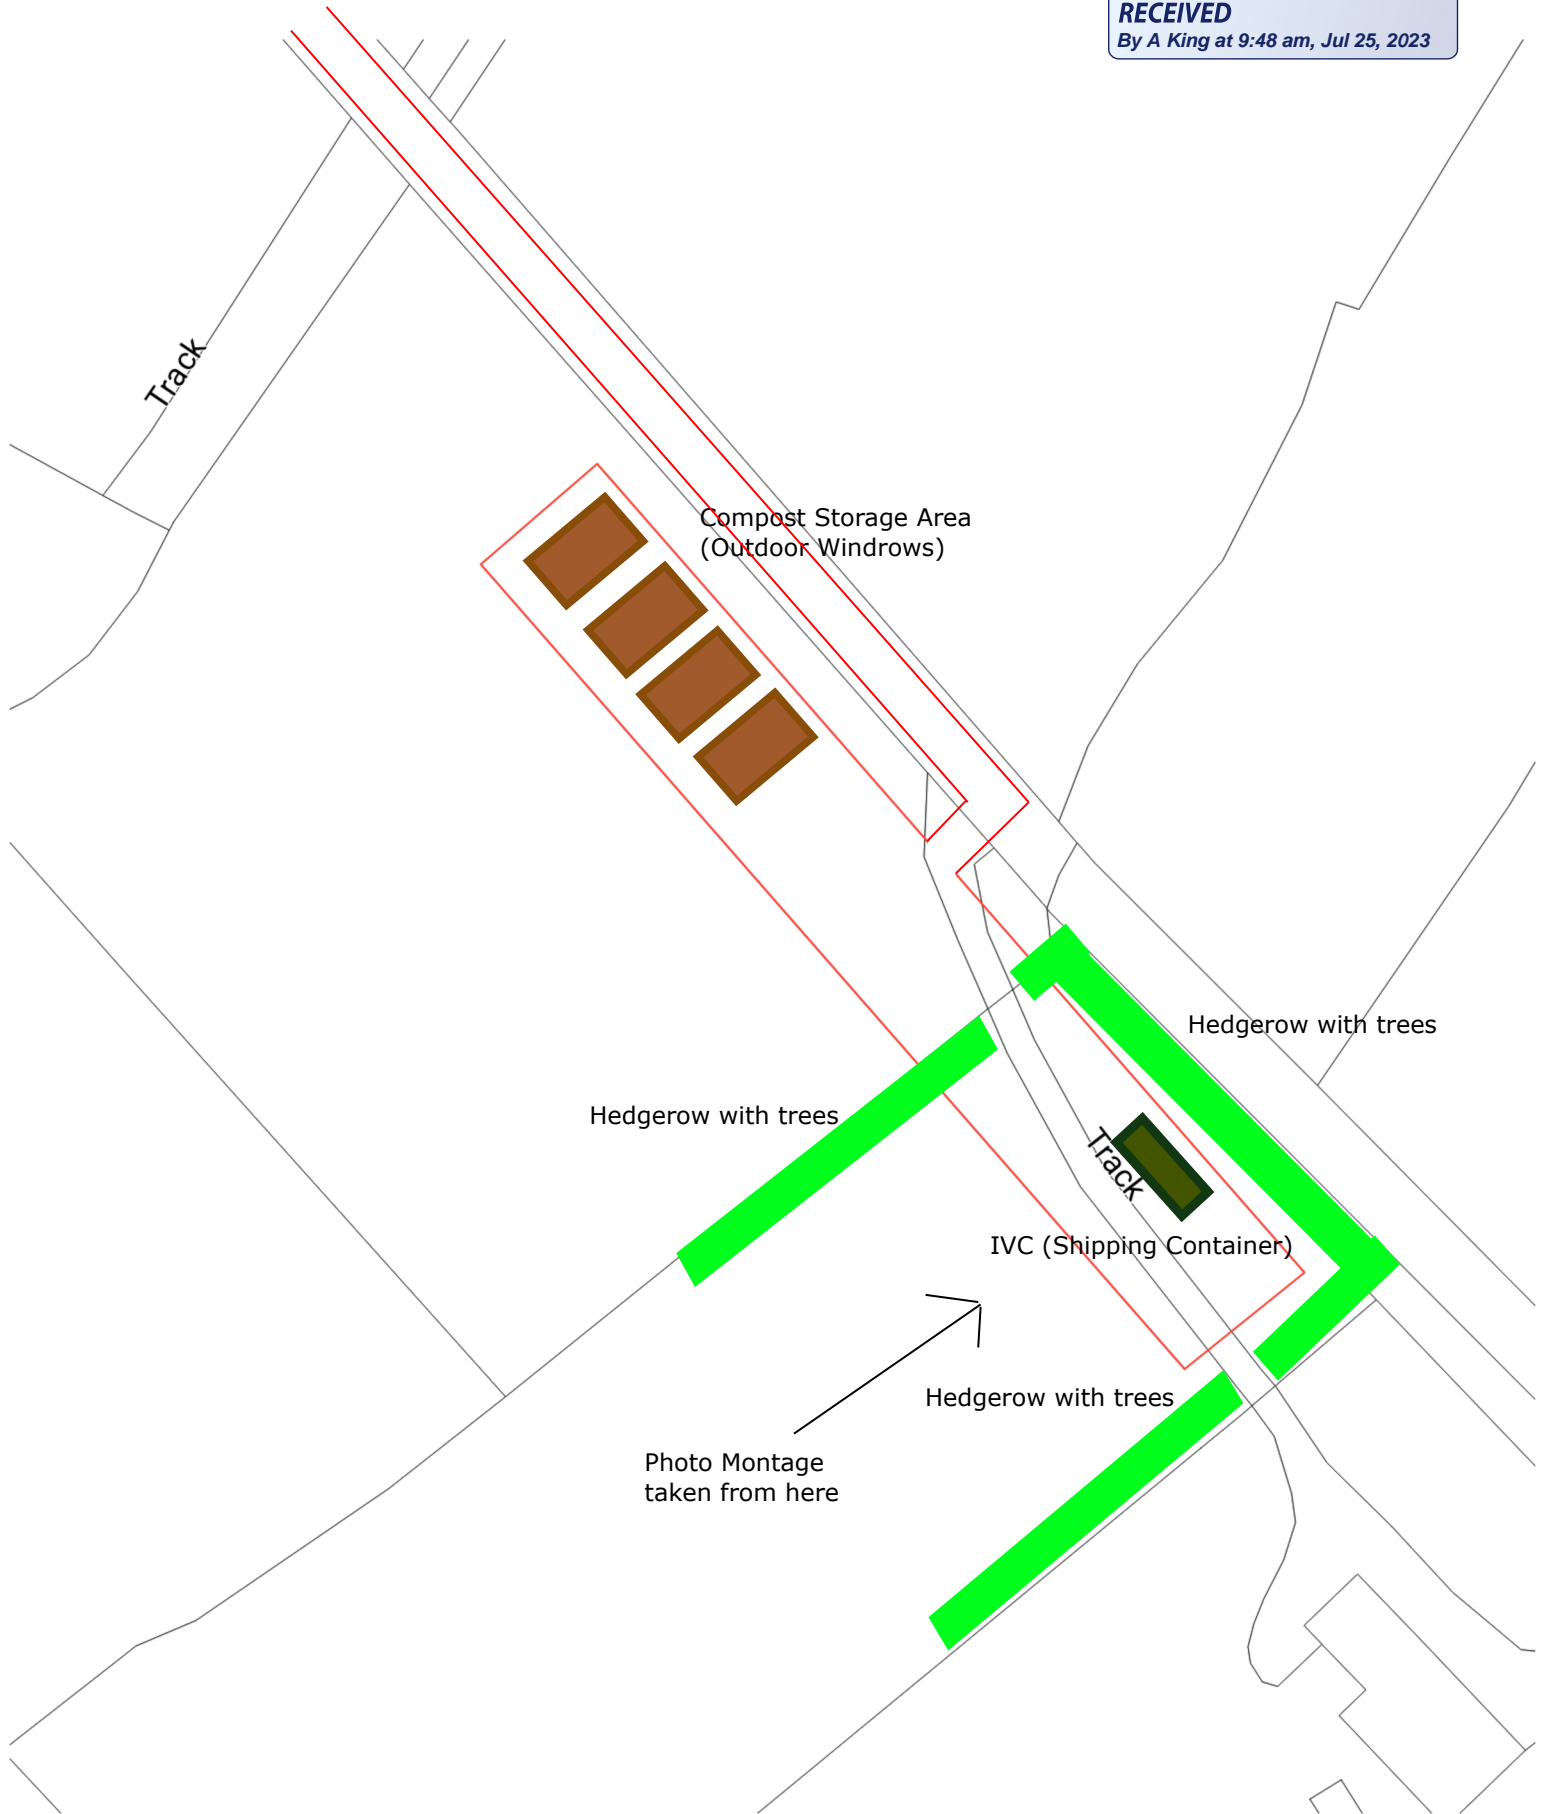 RECEIVED
By A King at 9:48 am, Jul 25, 2023
Track
Compost Storage Area
(Outdoor Windrows)
Hedgerow with trees
Hedgerow with trees
Track
IVC (Shipping Container)
Hedgerow with trees
Photo Montage
taken from here